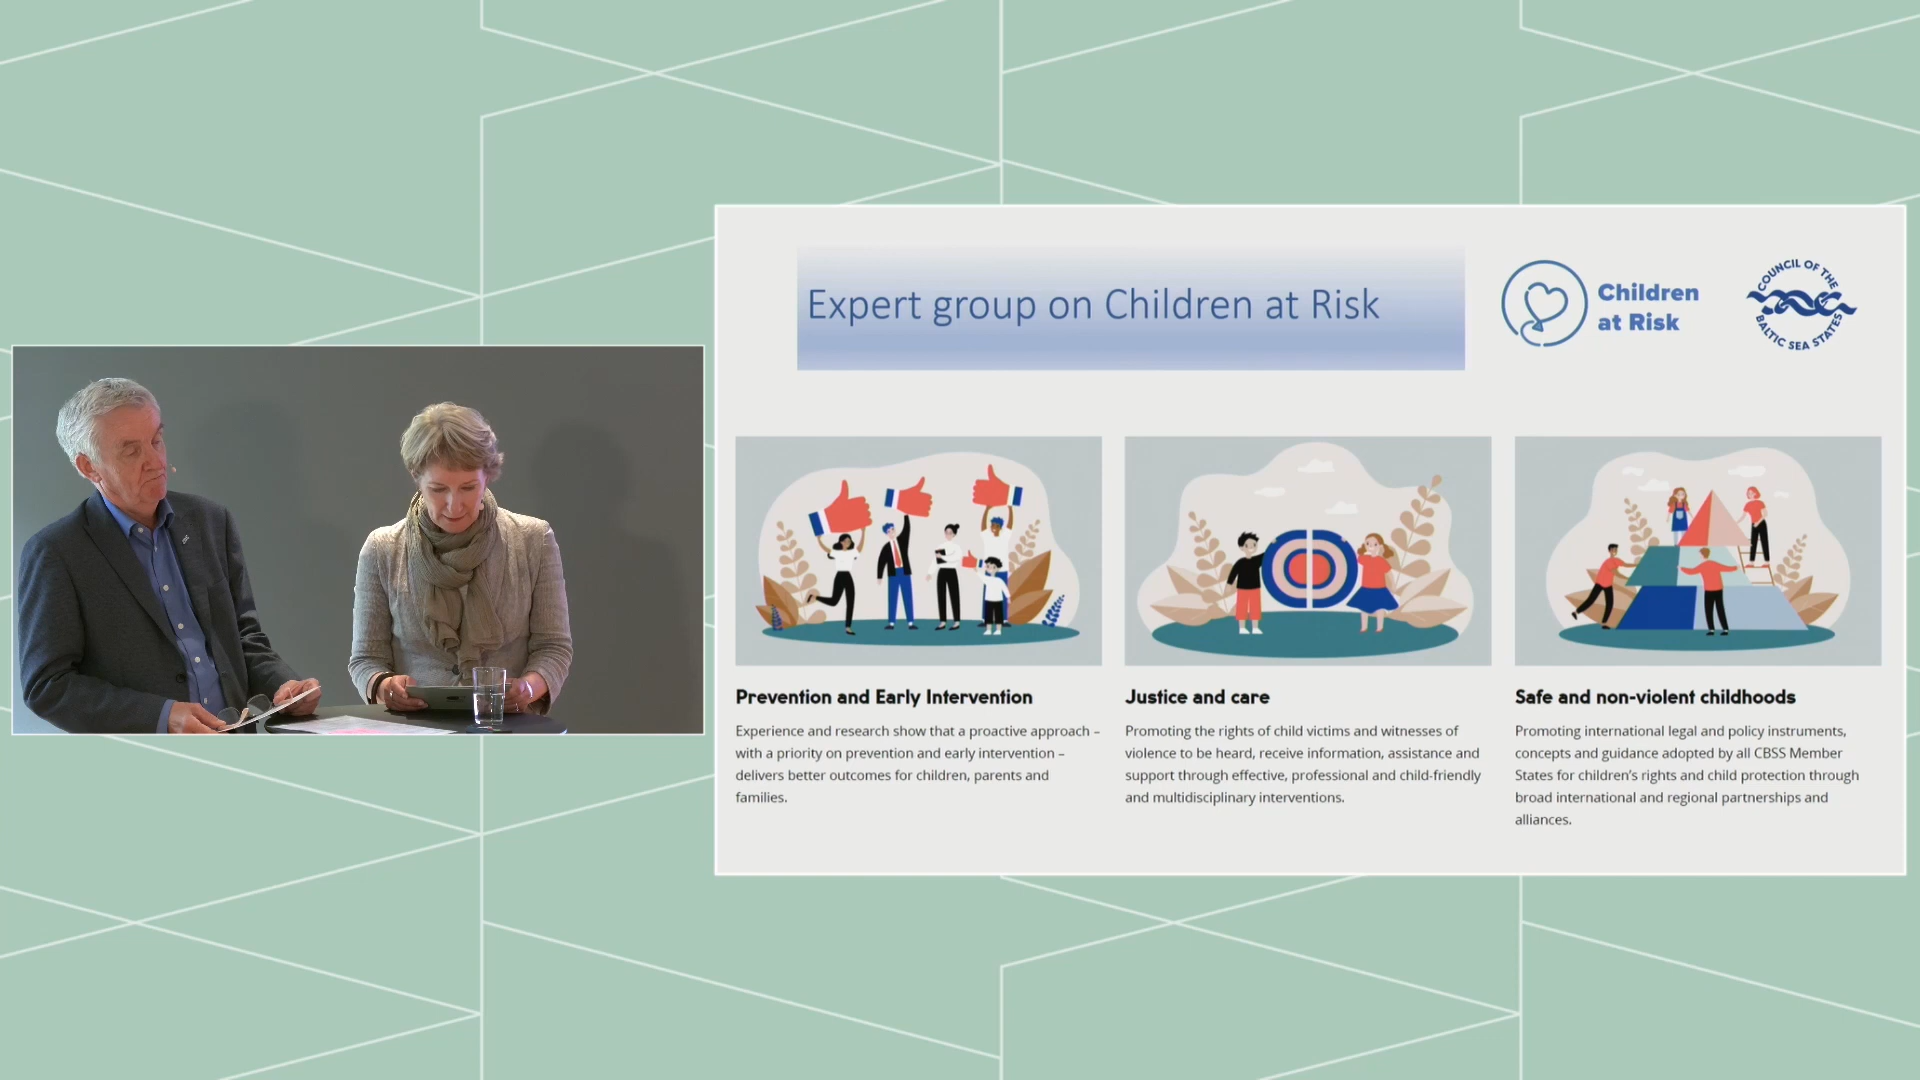 Expert group on Children at Risk
Children
at Risk
COUNCIL OF THE
BALTIC SEA STATES
Prevention and Early Intervention
Experience and research show that a proactive approach –
with a priority on prevention and early intervention –
delivers better outcomes for children, parents and
families.
Justice and care
Promoting the rights of child victims and witnesses of
violence to be heard, receive information, assistance and
support through effective, professional and child-friendly
and multidisciplinary interventions.
Safe and non-violent childhoods
Promoting international legal and policy instruments,
concepts and guidance adopted by all CBSS Member
States for children's rights and child protection through
broad international and regional partnerships and
alliances.